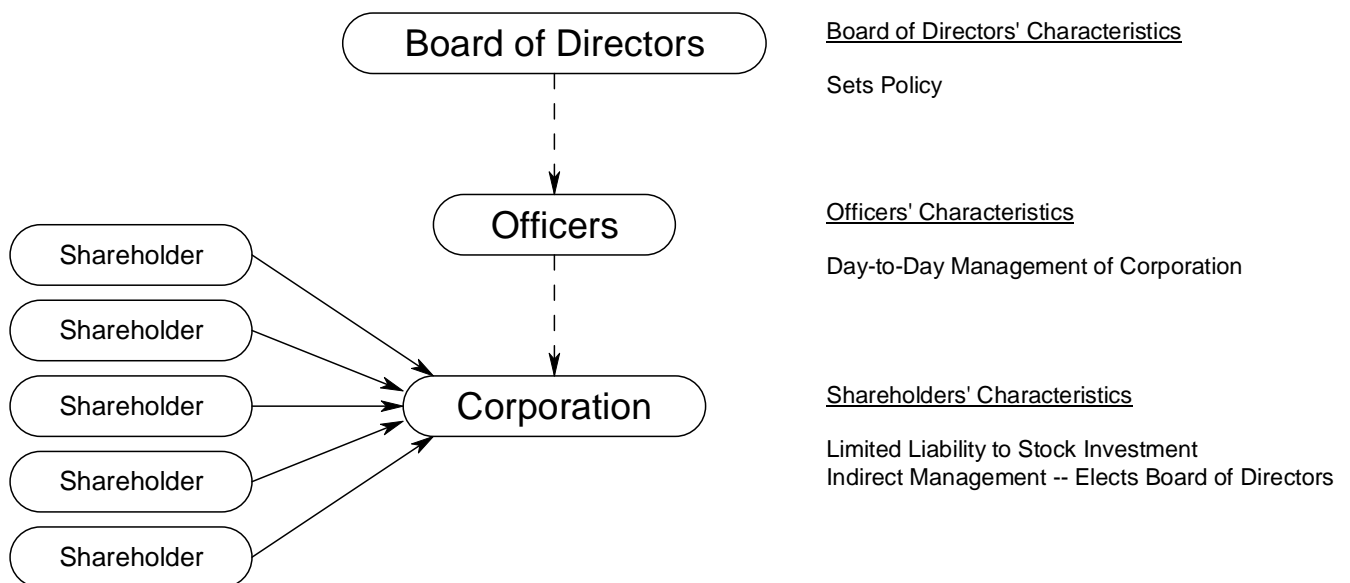 Board of Directors
Board of Directors' Characteristics
Sets Policy
Officers
Officers' Characteristics
Day-to-Day Management of Corporation
Shareholder
Shareholder
Shareholder
Shareholder
Shareholder
Corporation
Shareholders' Characteristics
Limited Liability to Stock Investment
Indirect Management -- Elects Board of Directors